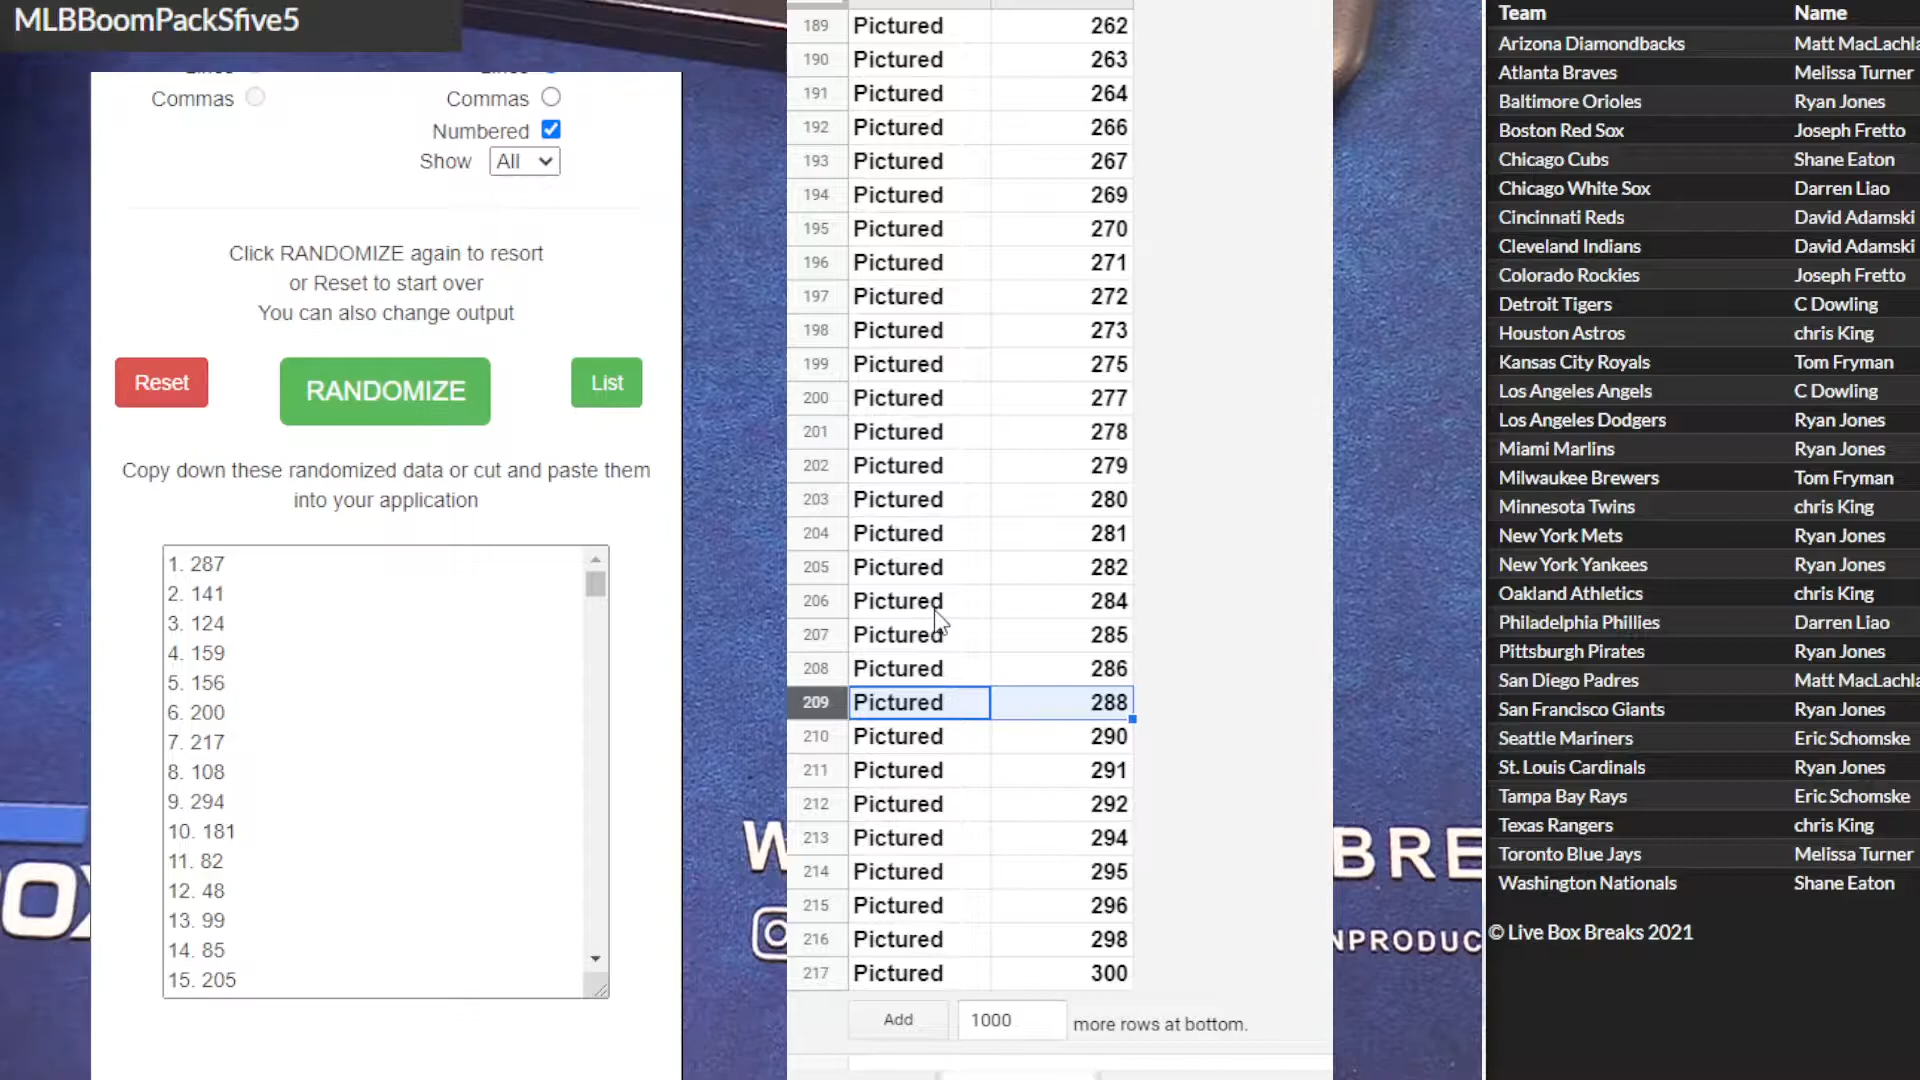 MLBBoomPackSfive5
Commas
Commas
Numbered
Show All
Click RANDOMIZE again to resort
or Reset to start over
You can also change output
Reset
RANDOMIZE
List
Copy down these randomized data or cut and paste them
into your application
1. 287
2. 141
3. 124
4. 159
5. 156
6. 200
7. 217
8. 108
9. 294
10. 181
11. 82
12. 48
13. 99
14. 85
15. 205
189 Pictured 262
190 Pictured 263
191 Pictured 264
192 Pictured 266
193 Pictured 267
194 Pictured 269
195 Pictured 270
196 Pictured 271
197 Pictured 272
198 Pictured 273
199 Pictured 275
200 Pictured 277
201 Pictured 278
202 Pictured 279
203 Pictured 280
204 Pictured 281
205 Pictured 282
206 Pictured 284
207 Pictured 285
208 Pictured 286
209 Pictured 288
210 Pictured 290
211 Pictured 291
212 Pictured 292
213 Pictured 294
214 Pictured 295
215 Pictured 296
216 Pictured 298
217 Pictured 300
Add 1000 more rows at bottom.
Team Name
Arizona Diamondbacks Matt MacLachla
Atlanta Braves Melissa Turner
Baltimore Orioles Ryan Jones
Boston Red Sox Joseph Fretto
Chicago Cubs Shane Eaton
Chicago White Sox Darren Liao
Cincinnati Reds David Adamski
Cleveland Indians David Adamski
Colorado Rockies Joseph Fretto
Detroit Tigers C Dowling
Houston Astros chris King
Kansas City Royals Tom Fryman
Los Angeles Angels C Dowling
Los Angeles Dodgers Ryan Jones
Miami Marlins Ryan Jones
Milwaukee Brewers Tom Fryman
Minnesota Twins chris King
New York Mets Ryan Jones
New York Yankees Ryan Jones
Oakland Athletics chris King
Philadelphia Phillies Darren Liao
Pittsburgh Pirates Ryan Jones
San Diego Padres Matt MacLachla
San Francisco Giants Ryan Jones
Seattle Mariners Eric Schomske
St. Louis Cardinals Ryan Jones
Tampa Bay Rays Eric Schomske
Texas Rangers chris King
Toronto Blue Jays Melissa Turner
Washington Nationals Shane Eaton
© Live Box Breaks 2021
OX
W
BRE
NPRODUC